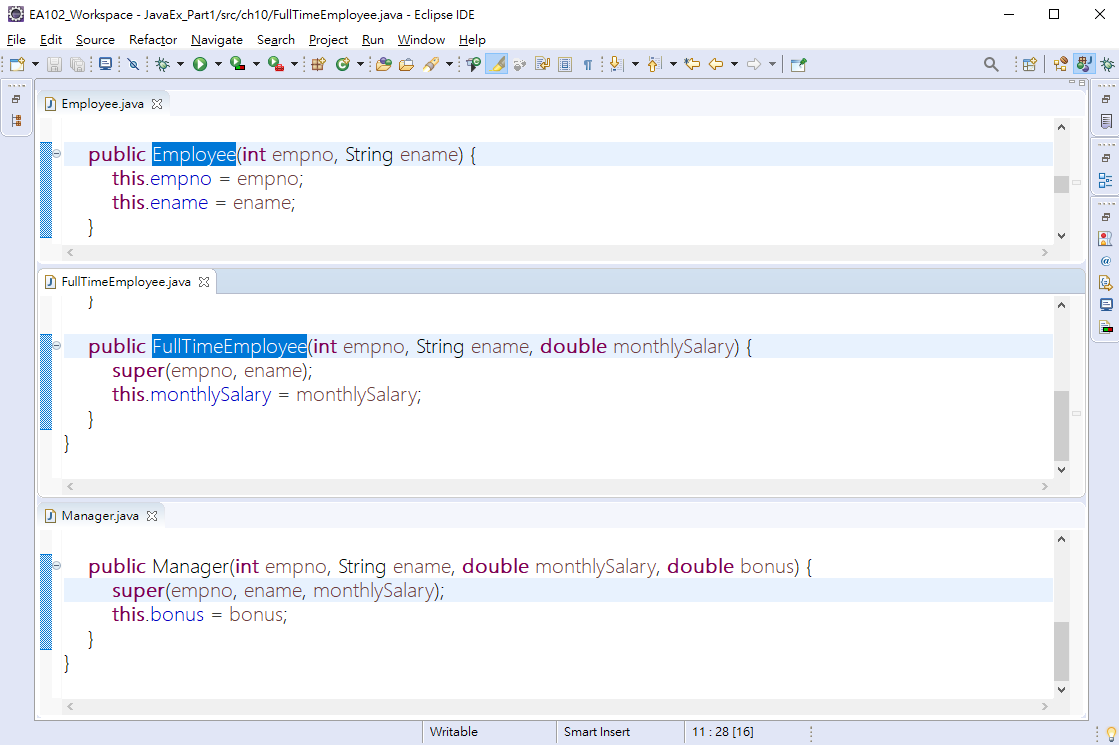 EA102_Workspace - JavaEx_Part1/src/ch10/FullTimeEmployee.java - Eclipse IDE
File Edit Source Refactor Navigate Search Project Run Window Help
Employee.java
public Employee(int empno, String ename) {
this.empno = empno;
this.ename = ename;
}
FullTimeEmployee.java
}
public FullTimeEmployee(int empno, String ename, double monthlySalary) {
super(empno, ename);
this.monthlySalary = monthlySalary;
}
}
Manager.java
public Manager(int empno, String ename, double monthlySalary, double bonus) {
super(empno, ename, monthlySalary);
this.bonus = bonus;
}
}
Writable Smart Insert 11 : 28 [16]